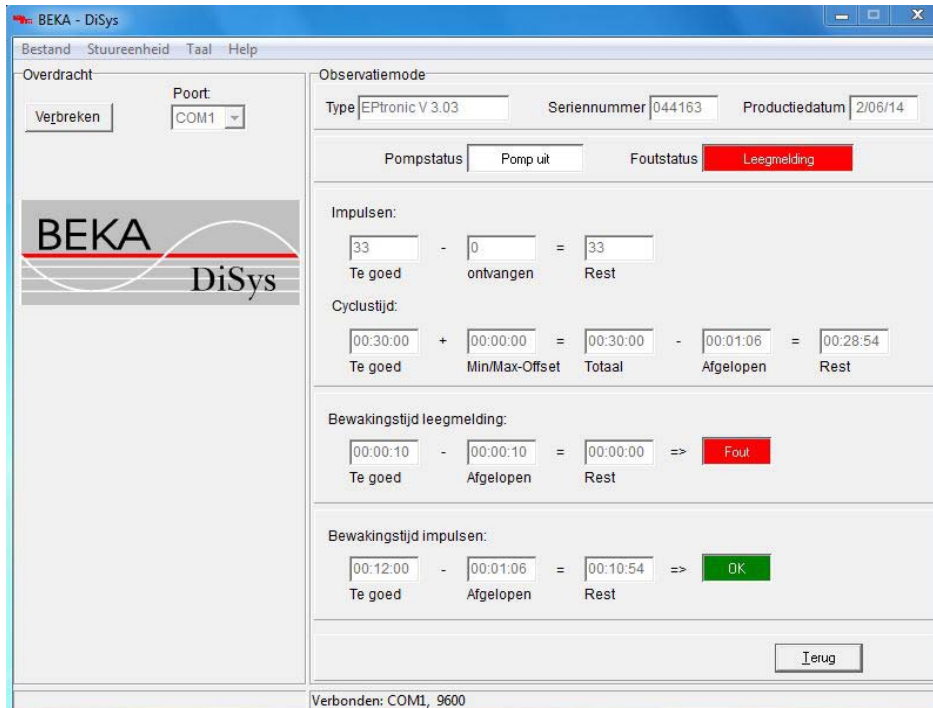 BEKA - DiSys
Bestand Stuureenheid Taal Help
Overdracht
Poort:
Verbreken COM1
BEKA
DiSys
Observatiemode
Type EPtronic V 3.03 Seriennummer 044163 Productiedatum 2/06/14
Pompstatus Pomp uit Foutstatus Leegmelding
Impulsen:
33 - 0 = 33
Te goed ontvangen Rest
Cyclustijd:
00:30:00 + 00:00:00 = 00:30:00 - 00:01:06 = 00:28:54
Te goed Min/Max-Offset Totaal Afgelopen Rest
Bewakingstijd leegmelding:
00:00:10 - 00:00:10 = 00:00:00 => Fout
Te goed Afgelopen Rest
Bewakingstijd impulsen:
00:12:00 - 00:01:06 = 00:10:54 => OK
Te goed Afgelopen Rest
Terug
Verbonden: COM1, 9600